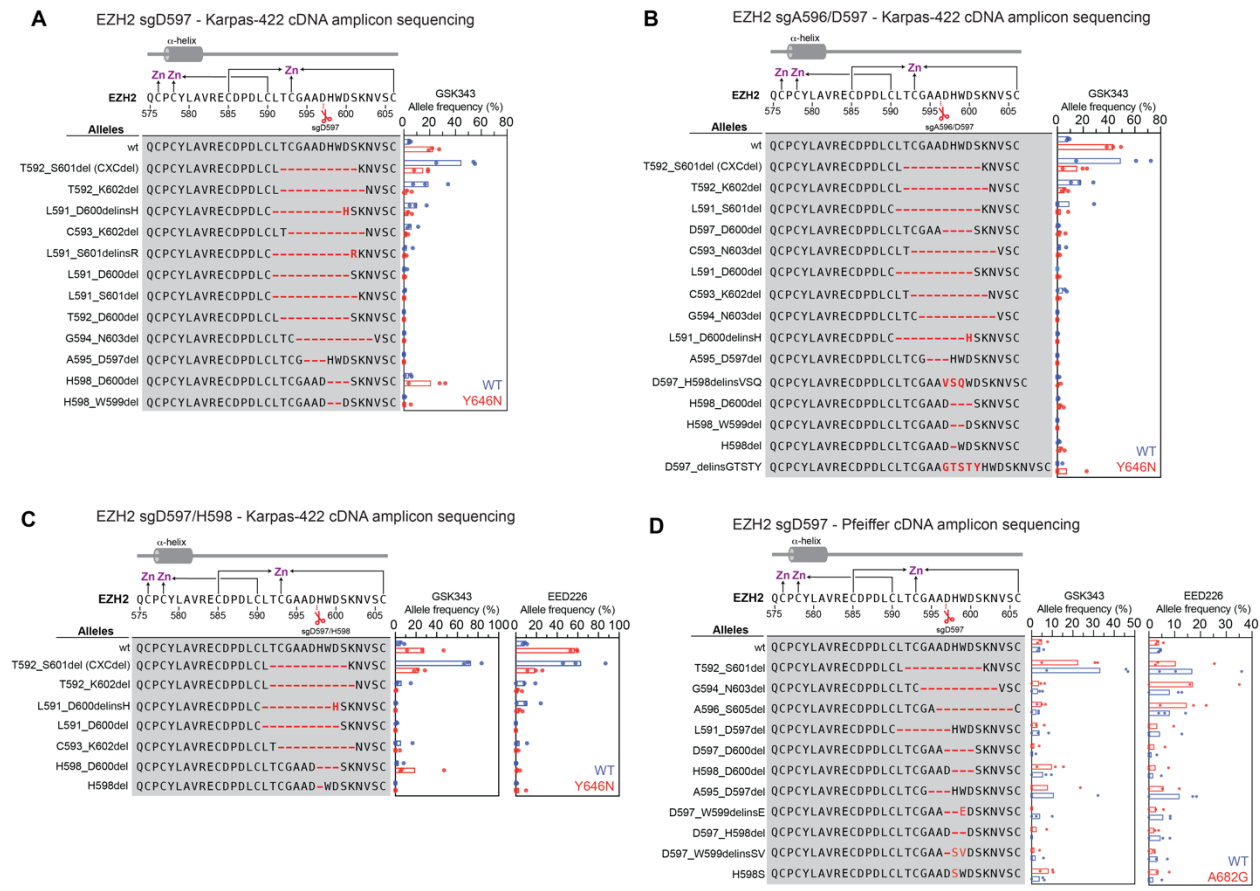 A
EZH2 sgD597 - Karpas-422 cDNA amplicon sequencing
α-helix
Zn Zn Zn
EZH2 QCPCYLAVRECDPDLCLTCGAADHWDSKNVSC
575 580 585 590 595 600 605
sgD597
GSK343
Allele frequency (%)
0 20 40 60 80
Alleles
wt QCPCYLAVRECDPDLCLTCGAADHWDSKNVSC
T592_S601del (CXCdel) QCPCYLAVRECDPDLCL----------KNVSC
T592_K602del QCPCYLAVRECDPDLCL-----------NVSC
L591_D600delinsH QCPCYLAVRECDPDLC---------HSKNVSC
C593_K602del QCPCYLAVRECDPDLCLT----------NVSC
L591_S601delinsR QCPCYLAVRECDPDLC----------RKNVSC
L591_D600del QCPCYLAVRECDPDLC----------SKNVSC
L591_S601del QCPCYLAVRECDPDLC-----------KNVSC
T592_D600del QCPCYLAVRECDPDLCL---------SKNVSC
G594_N603del QCPCYLAVRECDPDLCLTC----------VSC
A595_D597del QCPCYLAVRECDPDLCLTCG---HWDSKNVSC
H598_D600del QCPCYLAVRECDPDLCLTCGAAD---SKNVSC
H598_W599del QCPCYLAVRECDPDLCLTCGAAD--DSKNVSC
WT
Y646N
B
EZH2 sgA596/D597 - Karpas-422 cDNA amplicon sequencing
α-helix
Zn Zn Zn
EZH2 QCPCYLAVRECDPDLCLTCGAADHWDSKNVSC
575 580 585 590 595 600 605
sgA596/D597
GSK343
Allele frequency (%)
0 20 40 60 80
Alleles
wt QCPCYLAVRECDPDLCLTCGAADHWDSKNVSC
T592_S601del (CXCdel) QCPCYLAVRECDPDLCL----------KNVSC
T592_K602del QCPCYLAVRECDPDLCL-----------NVSC
L591_S601del QCPCYLAVRECDPDLC-----------KNVSC
D597_D600del QCPCYLAVRECDPDLCLTCGAA----SKNVSC
C593_N603del QCPCYLAVRECDPDLCLT-----------VSC
L591_D600del QCPCYLAVRECDPDLC----------SKNVSC
C593_K602del QCPCYLAVRECDPDLCLT----------NVSC
G594_N603del QCPCYLAVRECDPDLCLTC----------VSC
L591_D600delinsH QCPCYLAVRECDPDLC---------HSKNVSC
A595_D597del QCPCYLAVRECDPDLCLTCG---HWDSKNVSC
D597_H598delinsVSQ QCPCYLAVRECDPDLCLTCGAAVSQWDSKNVSC
H598_D600del QCPCYLAVRECDPDLCLTCGAAD---SKNVSC
H598_W599del QCPCYLAVRECDPDLCLTCGAAD--DSKNVSC
H598del QCPCYLAVRECDPDLCLTCGAAD-WDSKNVSC
D597_delinsGTSTY QCPCYLAVRECDPDLCLTCGAAGTSTYHWDSKNVSC
WT
Y646N
C
EZH2 sgD597/H598 - Karpas-422 cDNA amplicon sequencing
α-helix
Zn Zn Zn
EZH2 QCPCYLAVRECDPDLCLTCGAADHWDSKNVSC
575 580 585 590 595 600 605
sgD597/H598
GSK343 EED226
Allele frequency (%) Allele frequency (%)
0 20 40 60 80 100 0 20 40 60 80 100
Alleles
wt QCPCYLAVRECDPDLCLTCGAADHWDSKNVSC
T592_S601del (CXCdel) QCPCYLAVRECDPDLCL----------KNVSC
T592_K602del QCPCYLAVRECDPDLCL-----------NVSC
L591_D600delinsH QCPCYLAVRECDPDLC---------HSKNVSC
L591_D600del QCPCYLAVRECDPDLC----------SKNVSC
C593_K602del QCPCYLAVRECDPDLCLT----------NVSC
H598_D600del QCPCYLAVRECDPDLCLTCGAAD---SKNVSC
H598del QCPCYLAVRECDPDLCLTCGAAD-WDSKNVSC
WT
Y646N
D
EZH2 sgD597 - Pfeiffer cDNA amplicon sequencing
α-helix
Zn Zn Zn
EZH2 QCPCYLAVRECDPDLCLTCGAADHWDSKNVSC
575 580 585 590 595 600 605
sgD597
GSK343 EED226
Allele frequency (%) Allele frequency (%)
0 10 20 30 40 50 0 10 20 30 40
Alleles
wt QCPCYLAVRECDPDLCLTCGAADHWDSKNVSC
T592_S601del QCPCYLAVRECDPDLCL----------KNVSC
G594_N603del QCPCYLAVRECDPDLCLTC----------VSC
A596_S605del QCPCYLAVRECDPDLCLTCGA----------C
L591_D597del QCPCYLAVRECDPDLC-------HWDSKNVSC
D597_D600del QCPCYLAVRECDPDLCLTCGAA----SKNVSC
H598_D600del QCPCYLAVRECDPDLCLTCGAAD---SKNVSC
A595_D597del QCPCYLAVRECDPDLCLTCG---HWDSKNVSC
D597_W599delinsE QCPCYLAVRECDPDLCLTCGAA--EDSKNVSC
D597_H598del QCPCYLAVRECDPDLCLTCGAAD--DSKNVSC
D597_W599delinsSV QCPCYLAVRECDPDLCLTCGAA-SVDSKNVSC
H598S QCPCYLAVRECDPDLCLTCGAADSWDSKNVSC
WT
A682G